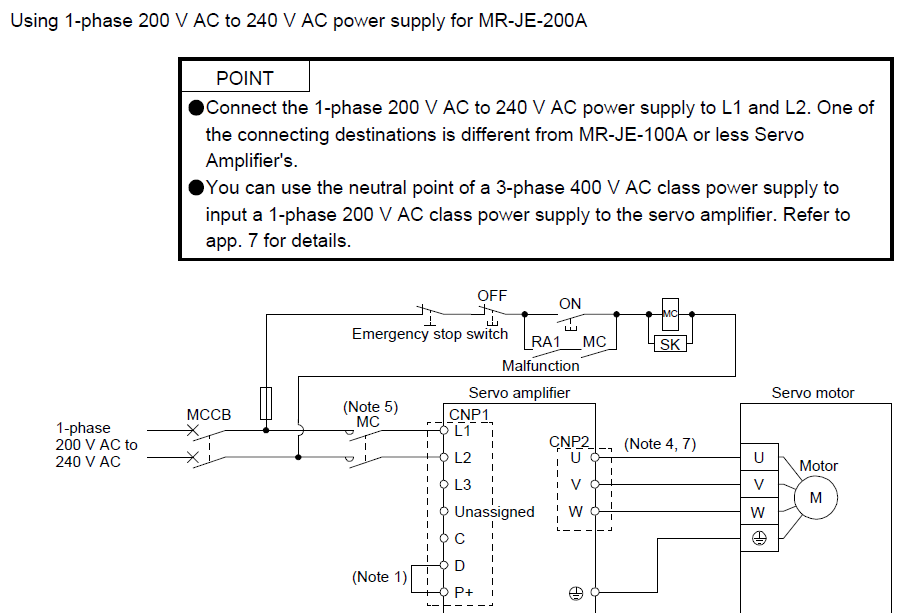 Using 1-phase 200 V AC to 240 V AC power supply for MR-JE-200A
POINT
●Connect the 1-phase 200 V AC to 240 V AC power supply to L1 and L2. One of
the connecting destinations is different from MR-JE-100A or less Servo
Amplifier's.
●You can use the neutral point of a 3-phase 400 V AC class power supply to
input a 1-phase 200 V AC class power supply to the servo amplifier. Refer to
app. 7 for details.
OFF
ON
MC
Emergency stop switch
RA1
MC
SK
Malfunction
Servo amplifier
Servo motor
MCCB
(Note 5)
MC
CNP1
1-phase
200 V AC to
240 V AC
L1
L2
L3
Unassigned
C
D
P+
(Note 1)
CNP2
(Note 4, 7)
U
V
W
U
V
W
Motor
M